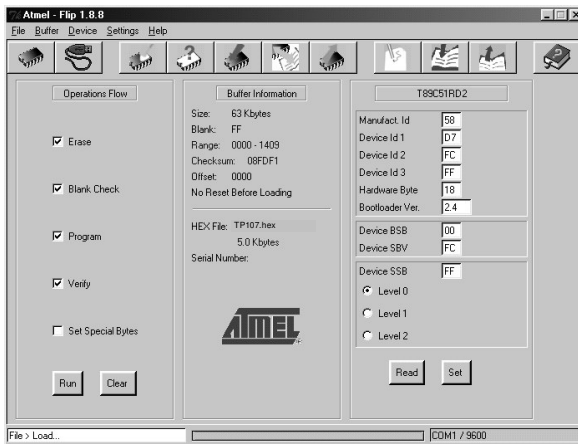 Atmel - Flip 1.8.8
File Buffer Device Settings Help
Operations Flow
Erase
Blank Check
Program
Verify
Set Special Bytes
Run Clear
Buffer Information
Size: 63 Kbytes
Blank: FF
Range: 0000 - 1409
Checksum: 08FDF1
Offset: 0000
No Reset Before Loading
HEX File: TP107.hex
5.0 Kbytes
Serial Number:
ATMEL
T89C51RD2
Manufact. Id 58
Device Id 1 D7
Device Id 2 FC
Device Id 3 FF
Hardware Byte 18
Bootloader Ver. 2.4
Device BSB 00
Device SBV FC
Device SSB FF
Level 0
Level 1
Level 2
Read Set
File > Load...
COM1 / 9600